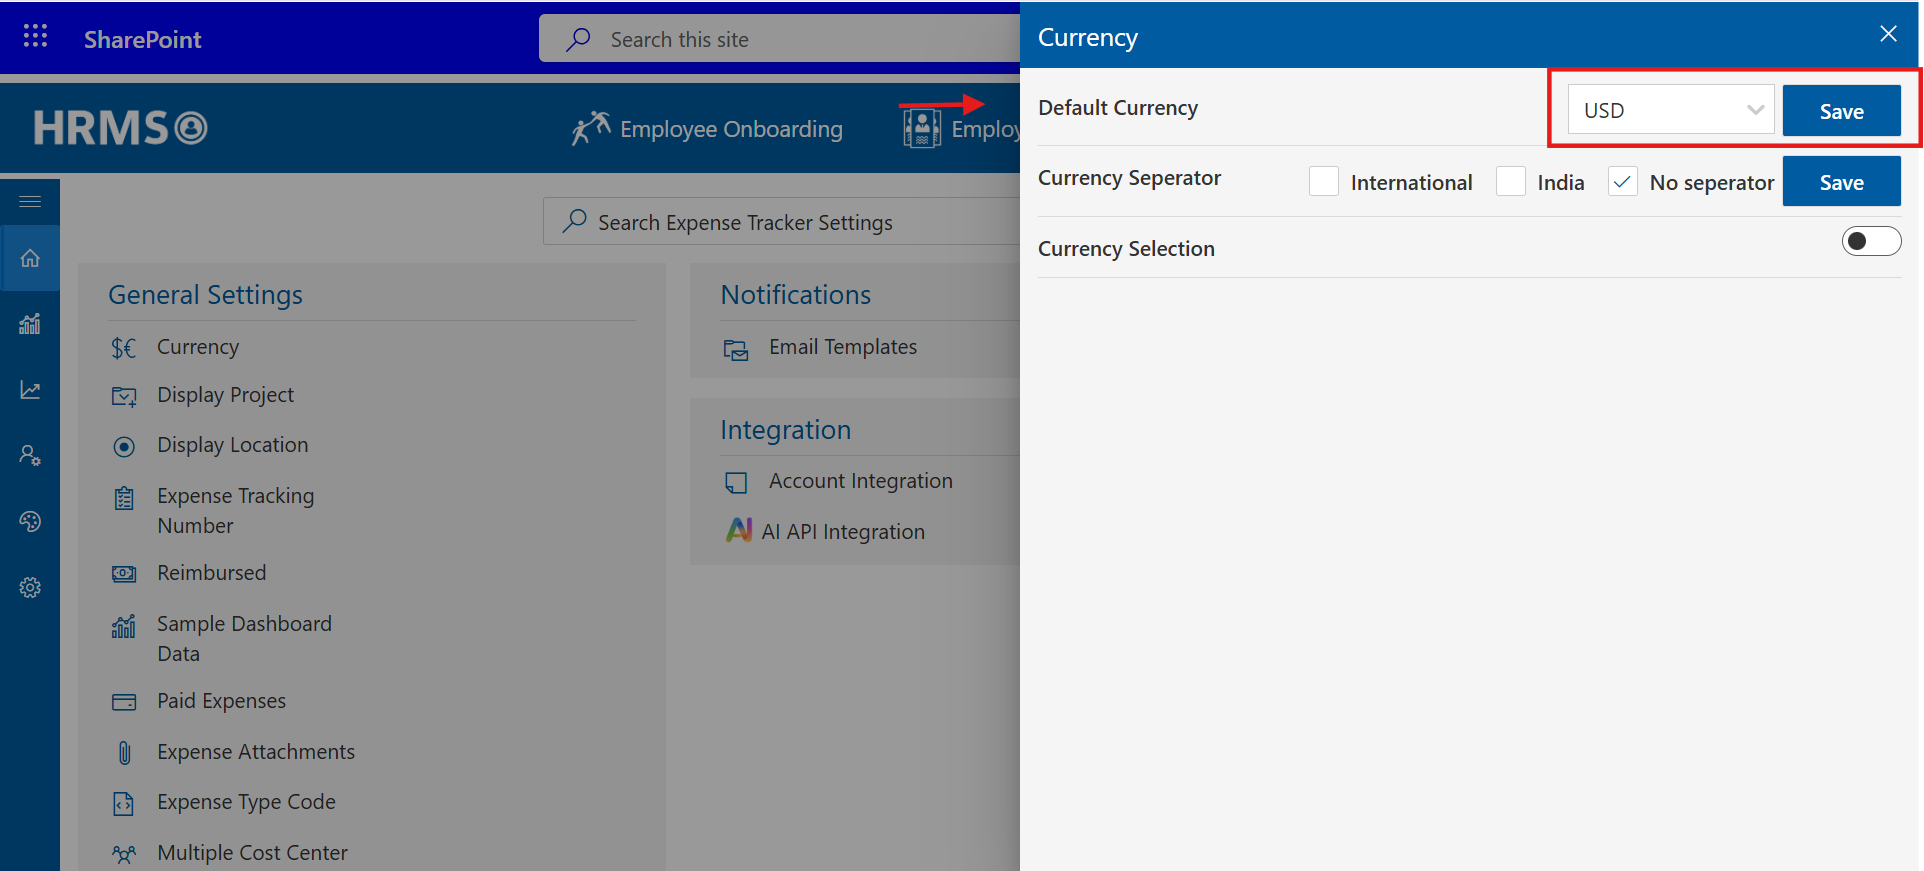 SharePoint
Search this site
HRMS
Employee Onboarding
Search Expense Tracker Settings
General Settings
Currency
Display Project
Display Location
Expense Tracking
Number
Reimbursed
Sample Dashboard
Data
Paid Expenses
Expense Attachments
Expense Type Code
Multiple Cost Center
Notifications
Email Templates
Integration
Account Integration
AI AI API Integration
Currency
Default Currency
USD
Save
Currency Seperator
International
India
No seperator
Save
Currency Selection